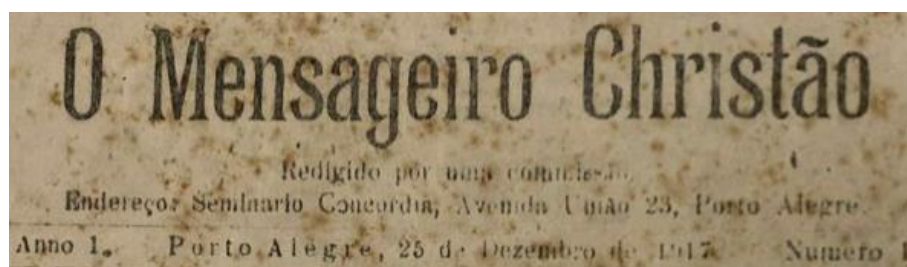 O Mensageiro Christão
Redigido por uma commissão.
Endereço: Seminario Concordia, Avenida União 23, Porto Alegre.
Anno 1. Porto Alegre, 25 de Dezembro de 1917. Numero 1